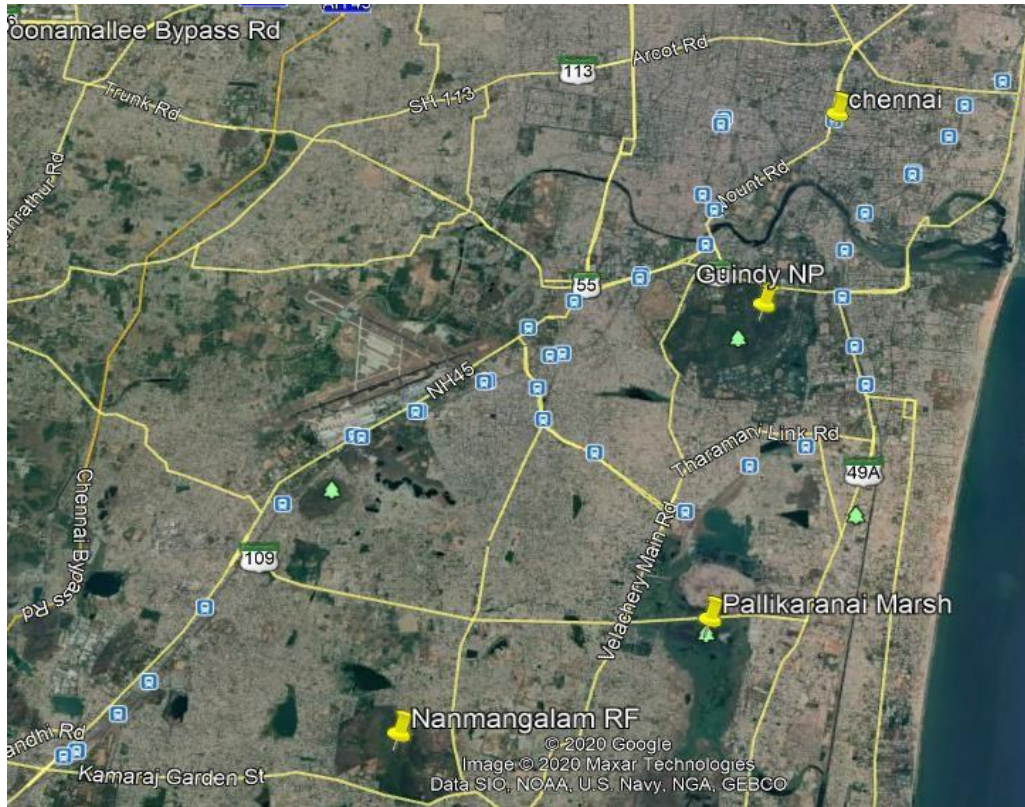 Poonamallee Bypass Rd
Arcot Rd
113
SH 113
Trunk Rd
chennai
Mount Rd
Guindy NP
55
NH45
Tharamani Link Rd
49A
Chennai Bypass Rd
109
Velachery Main Rd
Pallikaranai Marsh
Nanmangalam RF
andhi Rd
Kamaraj Garden St
© 2020 Google
Image © 2020 Maxar Technologies
Data SIO, NOAA, U.S. Navy, NGA, GEBCO